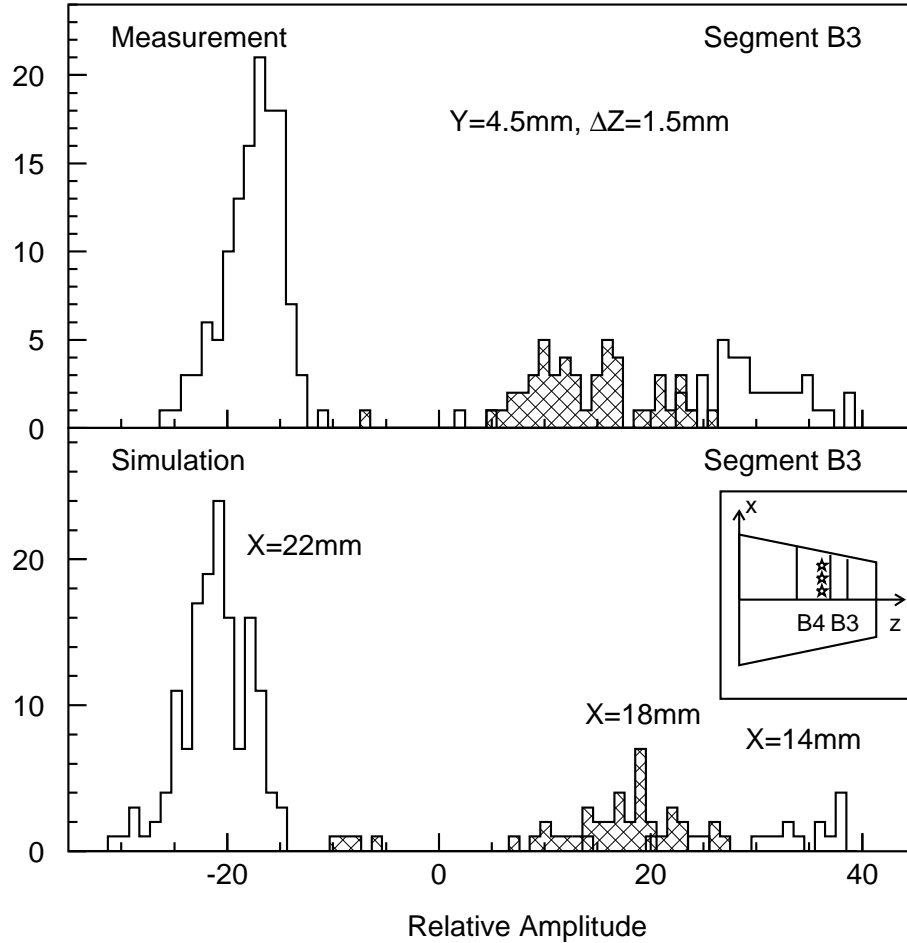 Measurement
Segment B3
Y=4.5mm, ΔZ=1.5mm
20
15
10
5
0
Simulation
Segment B3
X=22mm
x
B4 B3
z
X=18mm
X=14mm
20
10
0
-20 0 20 40
Relative Amplitude